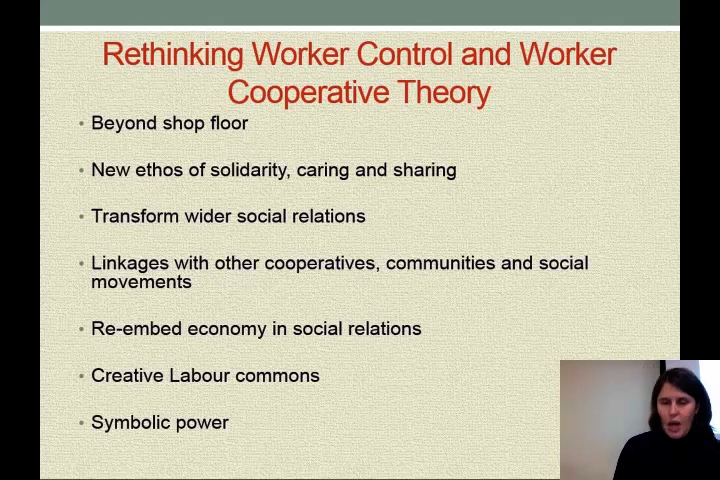 Rethinking Worker Control and Worker
Cooperative Theory
• Beyond shop floor
• New ethos of solidarity, caring and sharing
• Transform wider social relations
• Linkages with other cooperatives, communities and social
movements
• Re-embed economy in social relations
• Creative Labour commons
• Symbolic power